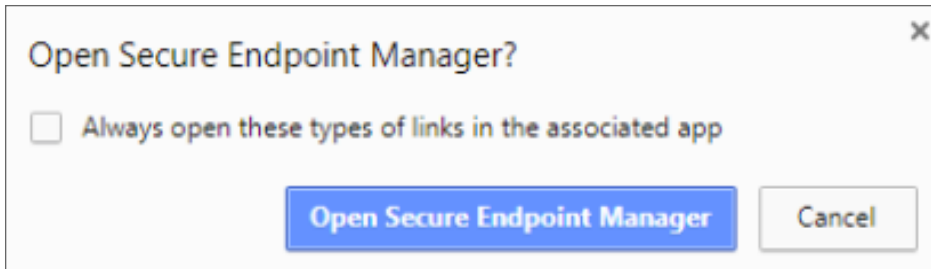 Open Secure Endpoint Manager?
Always open these types of links in the associated app
Open Secure Endpoint Manager Cancel